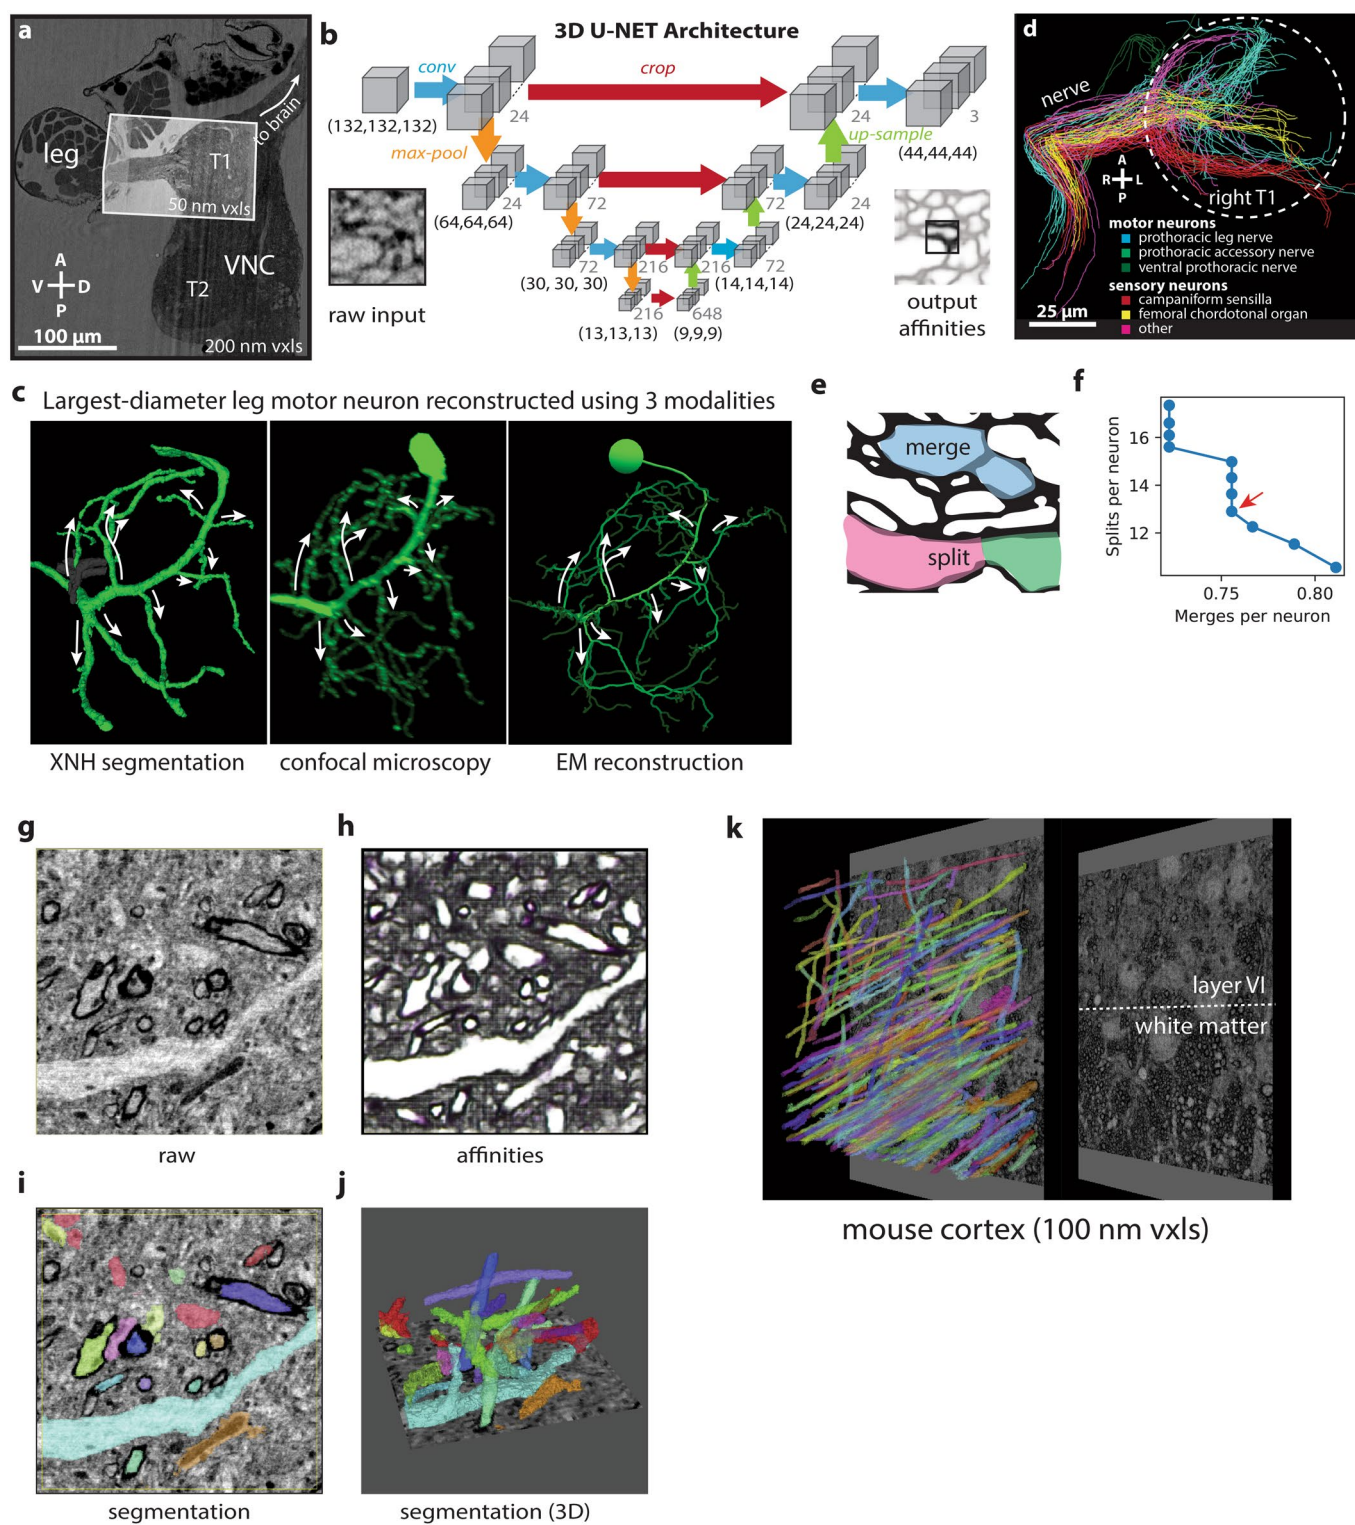 a
leg
T1
50 nm vxls
to brain
VNC
T2
A
V D
P
100 μm
200 nm vxls
b
3D U-NET Architecture
conv
crop
(132,132,132)
24
24
3
max-pool
up-sample
(44,44,44)
24
72
72
24
(64,64,64)
(24,24,24)
72
216
216
72
(30, 30, 30)
(14,14,14)
216
648
(13,13,13)
(9,9,9)
raw input
output
affinities
d
nerve
A
R L
P
right T1
motor neurons
prothoracic leg nerve
prothoracic accessory nerve
ventral prothoracic nerve
sensory neurons
campaniform sensilla
femoral chordotonal organ
other
25 μm
c
Largest-diameter leg motor neuron reconstructed using 3 modalities
XNH segmentation
confocal microscopy
EM reconstruction
e
merge
split
f
Splits per neuron
16
14
12
0.75
0.80
Merges per neuron
g
raw
h
affinities
i
segmentation
j
segmentation (3D)
k
layer VI
white matter
mouse cortex (100 nm vxls)